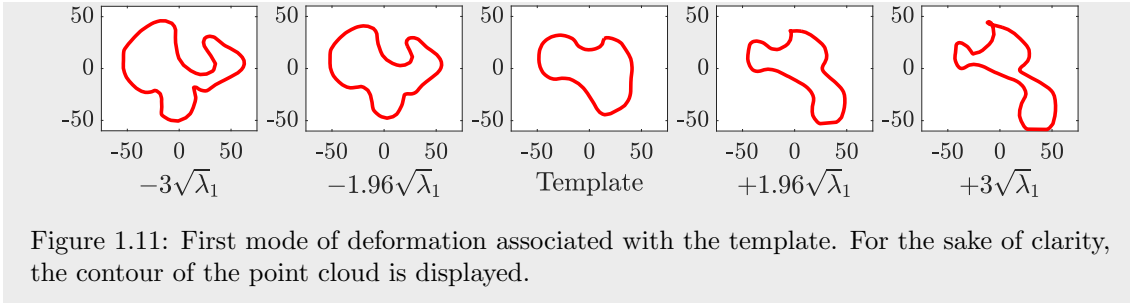 50 50 50 50 50
0 0 0 0 0
-50 -50 -50 -50 -50
-50 0 50 -50 0 50 -50 0 50 -50 0 50 -50 0 50
−3√λ₁ −1.96√λ₁ Template +1.96√λ₁ +3√λ₁
Figure 1.11: First mode of deformation associated with the template. For the sake of clarity,
the contour of the point cloud is displayed.